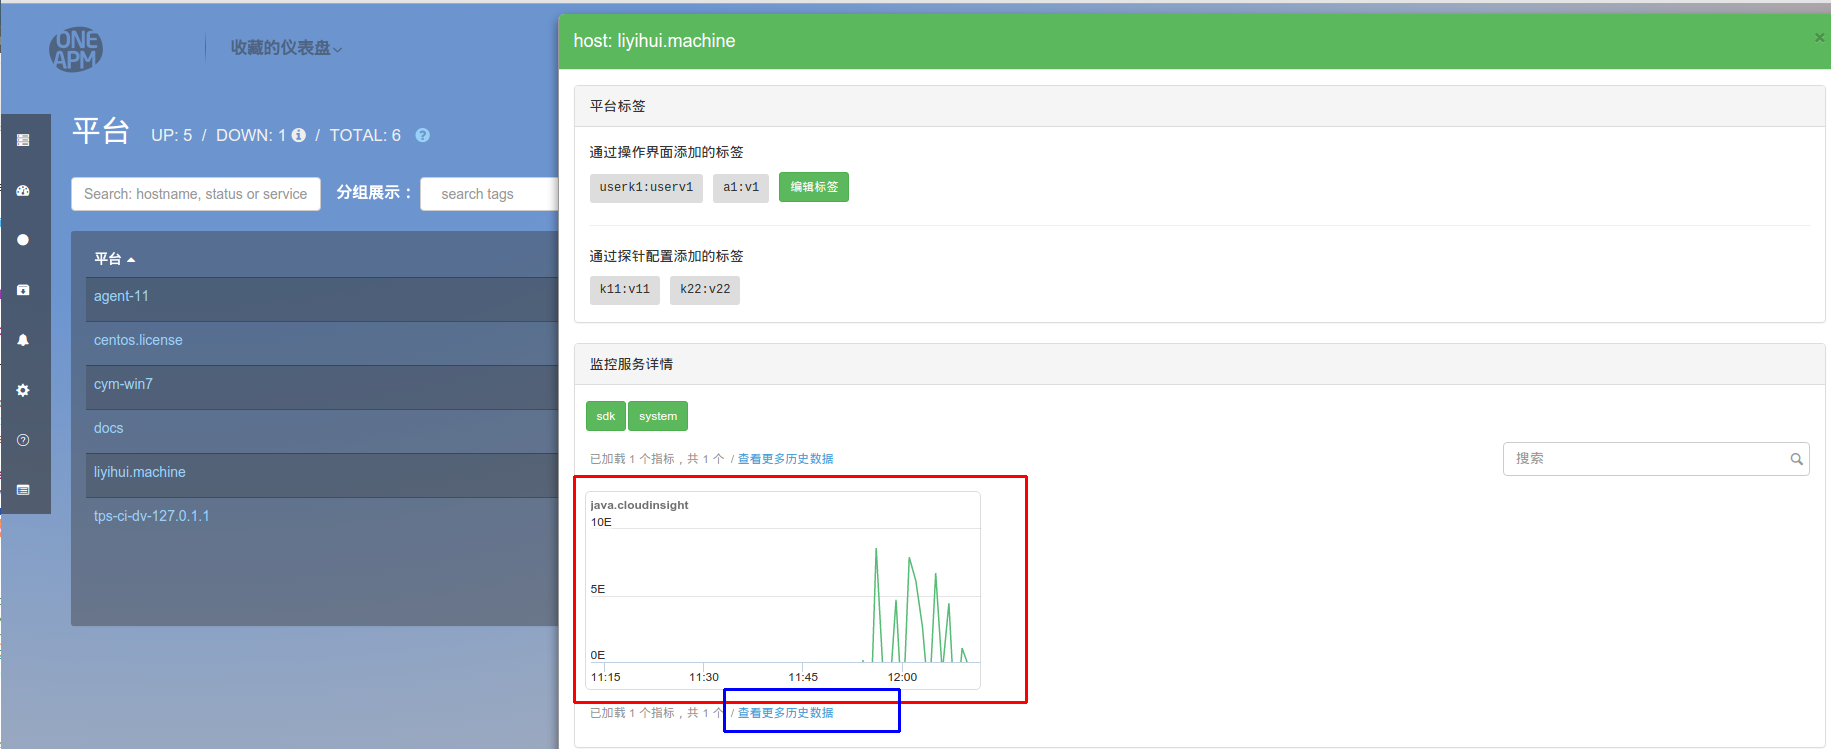 ONE
APM
收藏的仪表盘
平台 UP: 5 / DOWN: 1 / TOTAL: 6
Search: hostname, status or service 分组展示： search tags
平台
agent-11
centos.license
cym-win7
docs
liyihui.machine
tps-ci-dv-127.0.1.1
host: liyihui.machine ×
平台标签
通过操作界面添加的标签
userk1:userv1 a1:v1 编辑标签
通过探针配置添加的标签
k11:v11 k22:v22
监控服务详情
sdk system
已加载 1 个指标，共 1 个 / 查看更多历史数据
搜索
java.cloudinsight
10E
5E
0E
11:15 11:30 11:45 12:00
已加载 1 个指标，共 1 个 / 查看更多历史数据